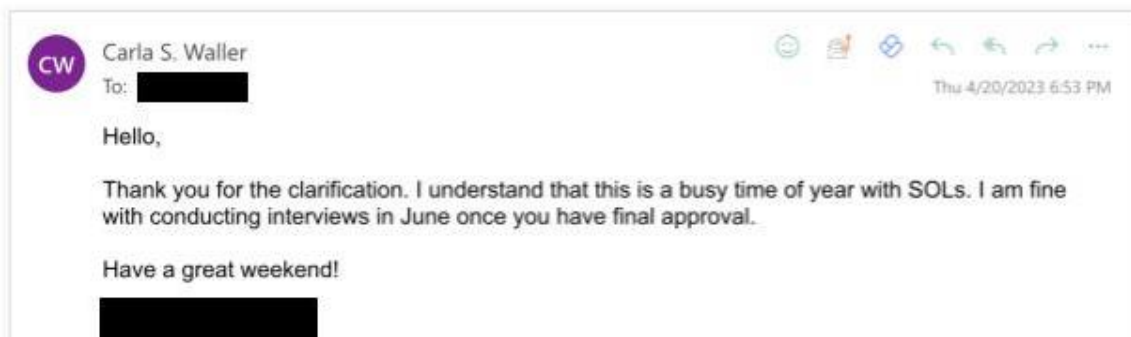 CW
Carla S. Waller
To:
Thu 4/20/2023 6:53 PM
Hello,
Thank you for the clarification. I understand that this is a busy time of year with SOLs. I am fine
with conducting interviews in June once you have final approval.
Have a great weekend!